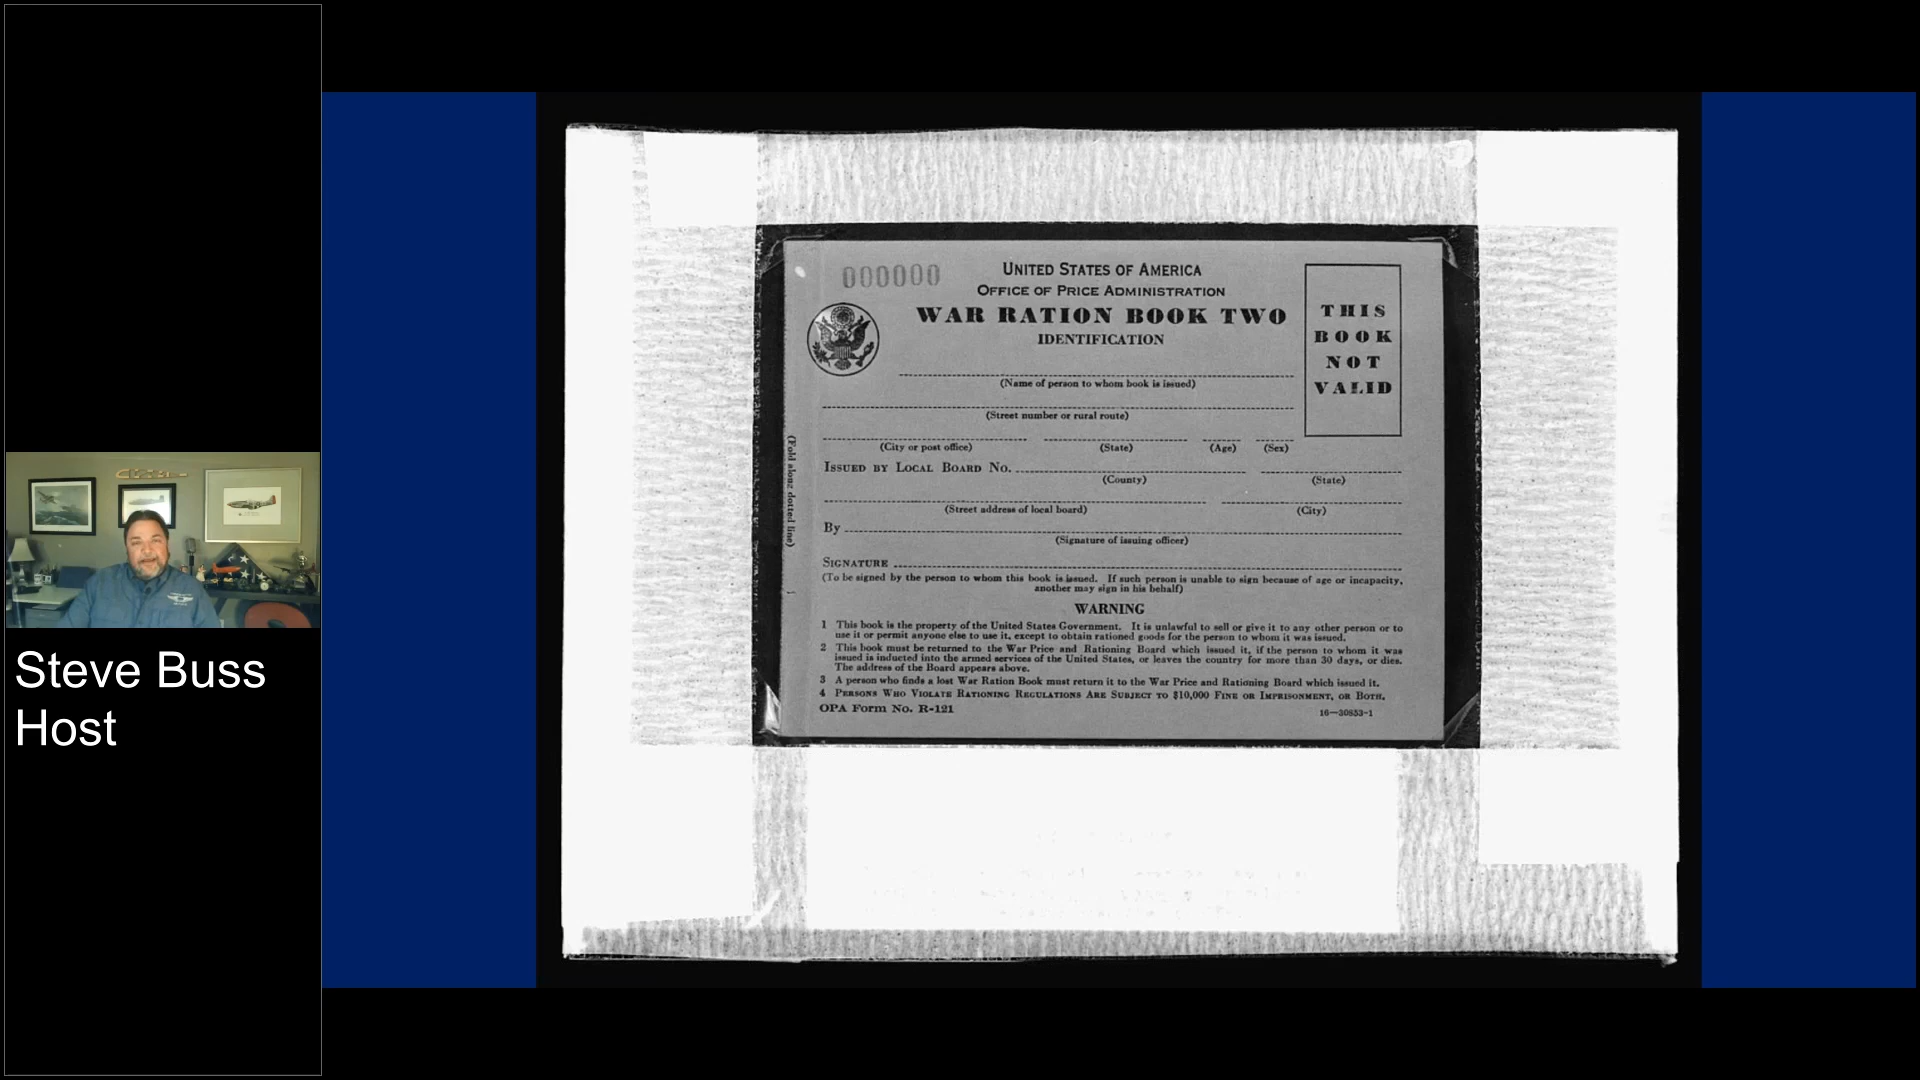 Steve Buss
Host
000000
UNITED STATES OF AMERICA
OFFICE OF PRICE ADMINISTRATION
WAR RATION BOOK TWO
IDENTIFICATION
THIS
BOOK
NOT
VALID
(Name of person to whom book is issued)
(Street number or rural route)
(City or post office) (State) (Age) (Sex)
ISSUED BY LOCAL BOARD NO.
(County) (State)
(Street address of local board) (City)
By
(Signature of issuing officer)
SIGNATURE
(To be signed by the person to whom this book is issued. If such person is unable to sign because of age or incapacity,
another may sign in his behalf)
WARNING
1 This book is the property of the United States Government. It is unlawful to sell or give it to any other person or to
use it or permit anyone else to use it, except to obtain rationed goods for the person to whom it was issued.
2 This book must be returned to the War Price and Rationing Board which issued it, if the person to whom it was
issued is inducted into the armed services of the United States, or leaves the country for more than 30 days, or dies.
The address of the Board appears above.
3 A person who finds a lost War Ration Book must return it to the War Price and Rationing Board which issued it.
4 PERSONS WHO VIOLATE RATIONING REGULATIONS ARE SUBJECT TO $10,000 FINE OR IMPRISONMENT, OR BOTH.
OPA Form No. R-121
16—30853-1
(Fold along dotted line)